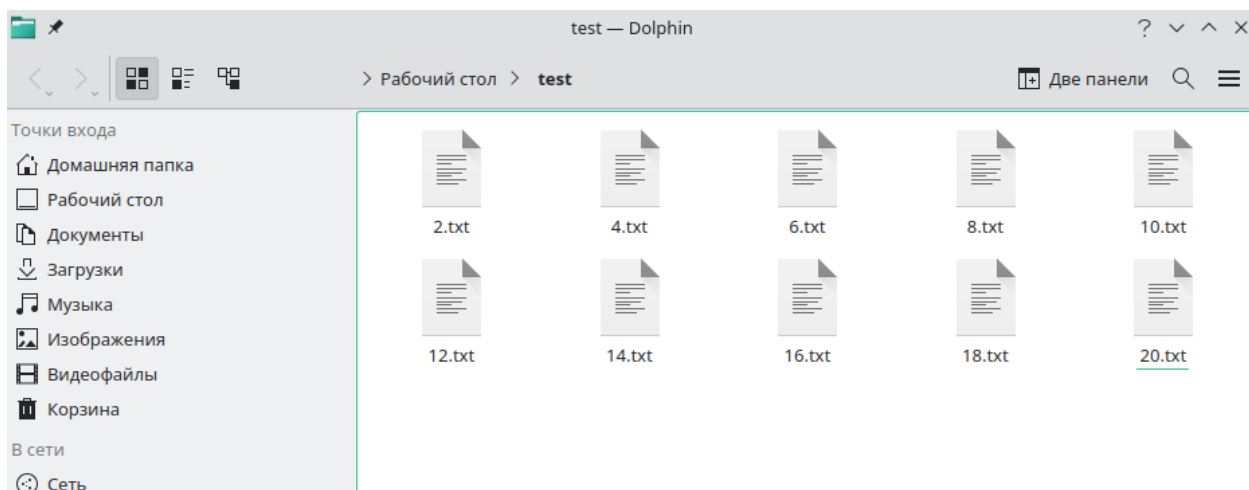 test — Dolphin
Рабочий стол > test
Две панели
Точки входа
Домашняя папка
Рабочий стол
Документы
Загрузки
Музыка
Изображения
Видеофайлы
Корзина
В сети
Сеть
2.txt 4.txt 6.txt 8.txt 10.txt
12.txt 14.txt 16.txt 18.txt 20.txt